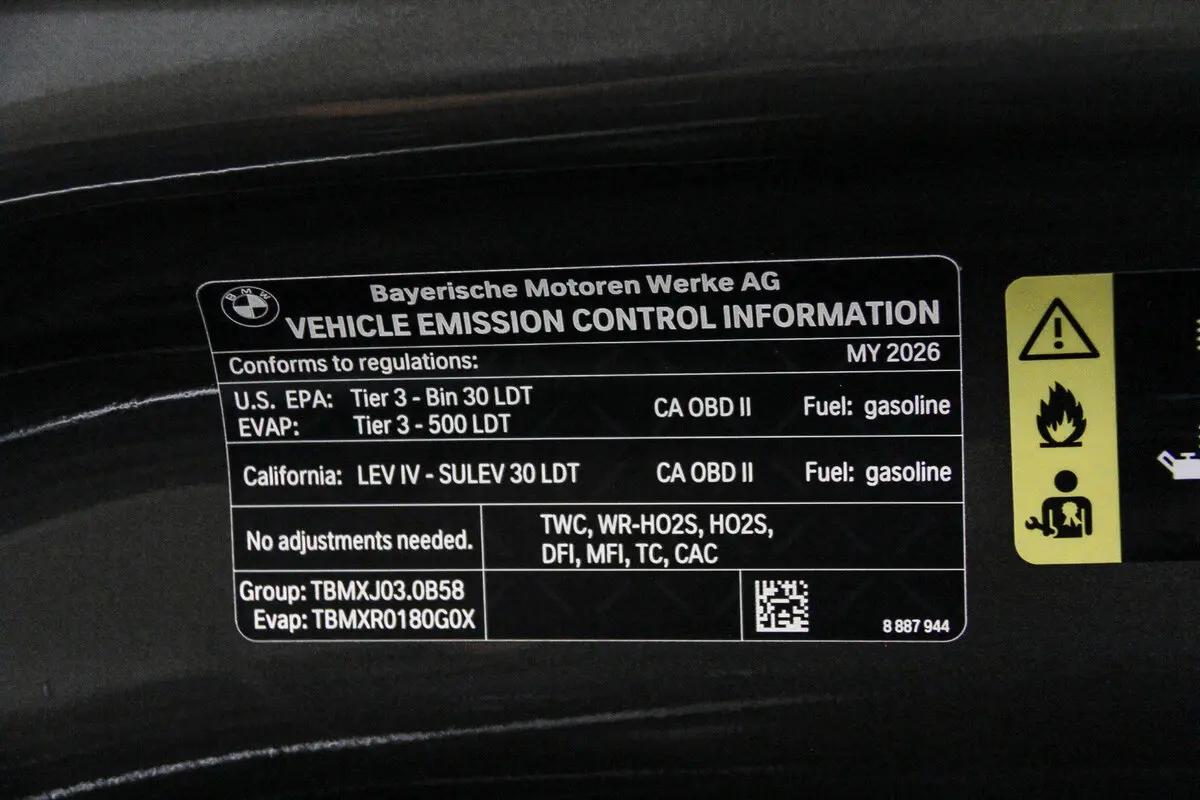 BMW
Bayerische Motoren Werke AG
VEHICLE EMISSION CONTROL INFORMATION
Conforms to regulations: MY 2026
U.S. EPA: Tier 3 - Bin 30 LDT CA OBD II Fuel: gasoline
EVAP: Tier 3 - 500 LDT
California: LEV IV - SULEV 30 LDT CA OBD II Fuel: gasoline
No adjustments needed.
TWC, WR-HO2S, HO2S,
DFI, MFI, TC, CAC
Group: TBMXJ03.0B58
Evap: TBMXR0180G0X
8 887 944